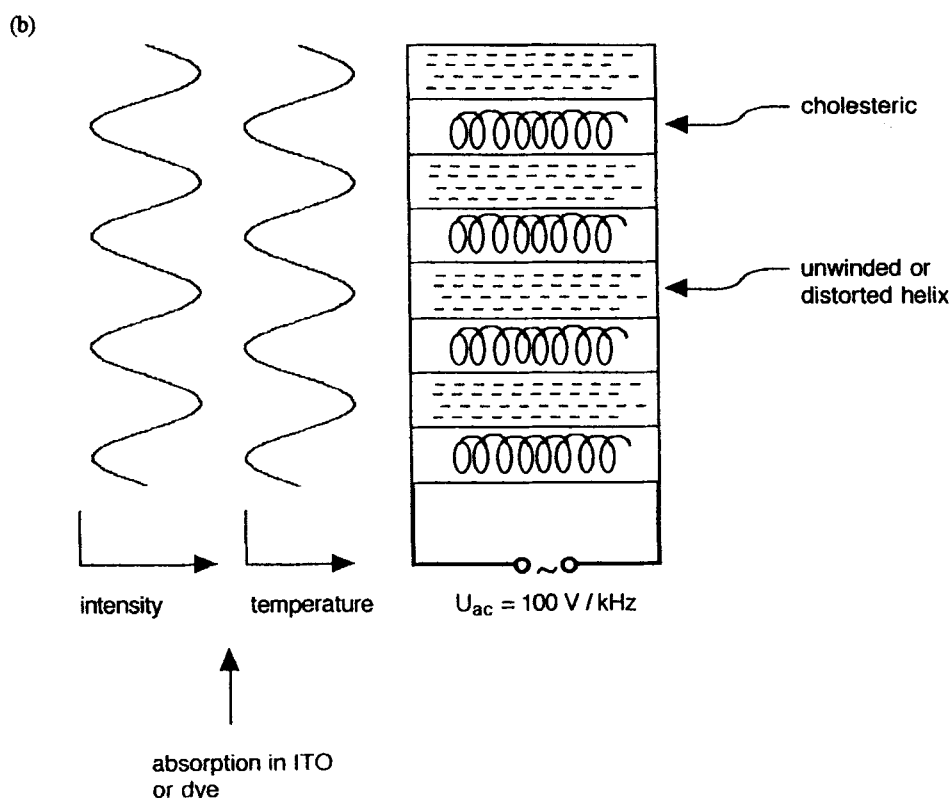 (b)
cholesteric
unwinded or
distorted helix
intensity
temperature
~
U_ac = 100 V / kHz
absorption in ITO
or dye